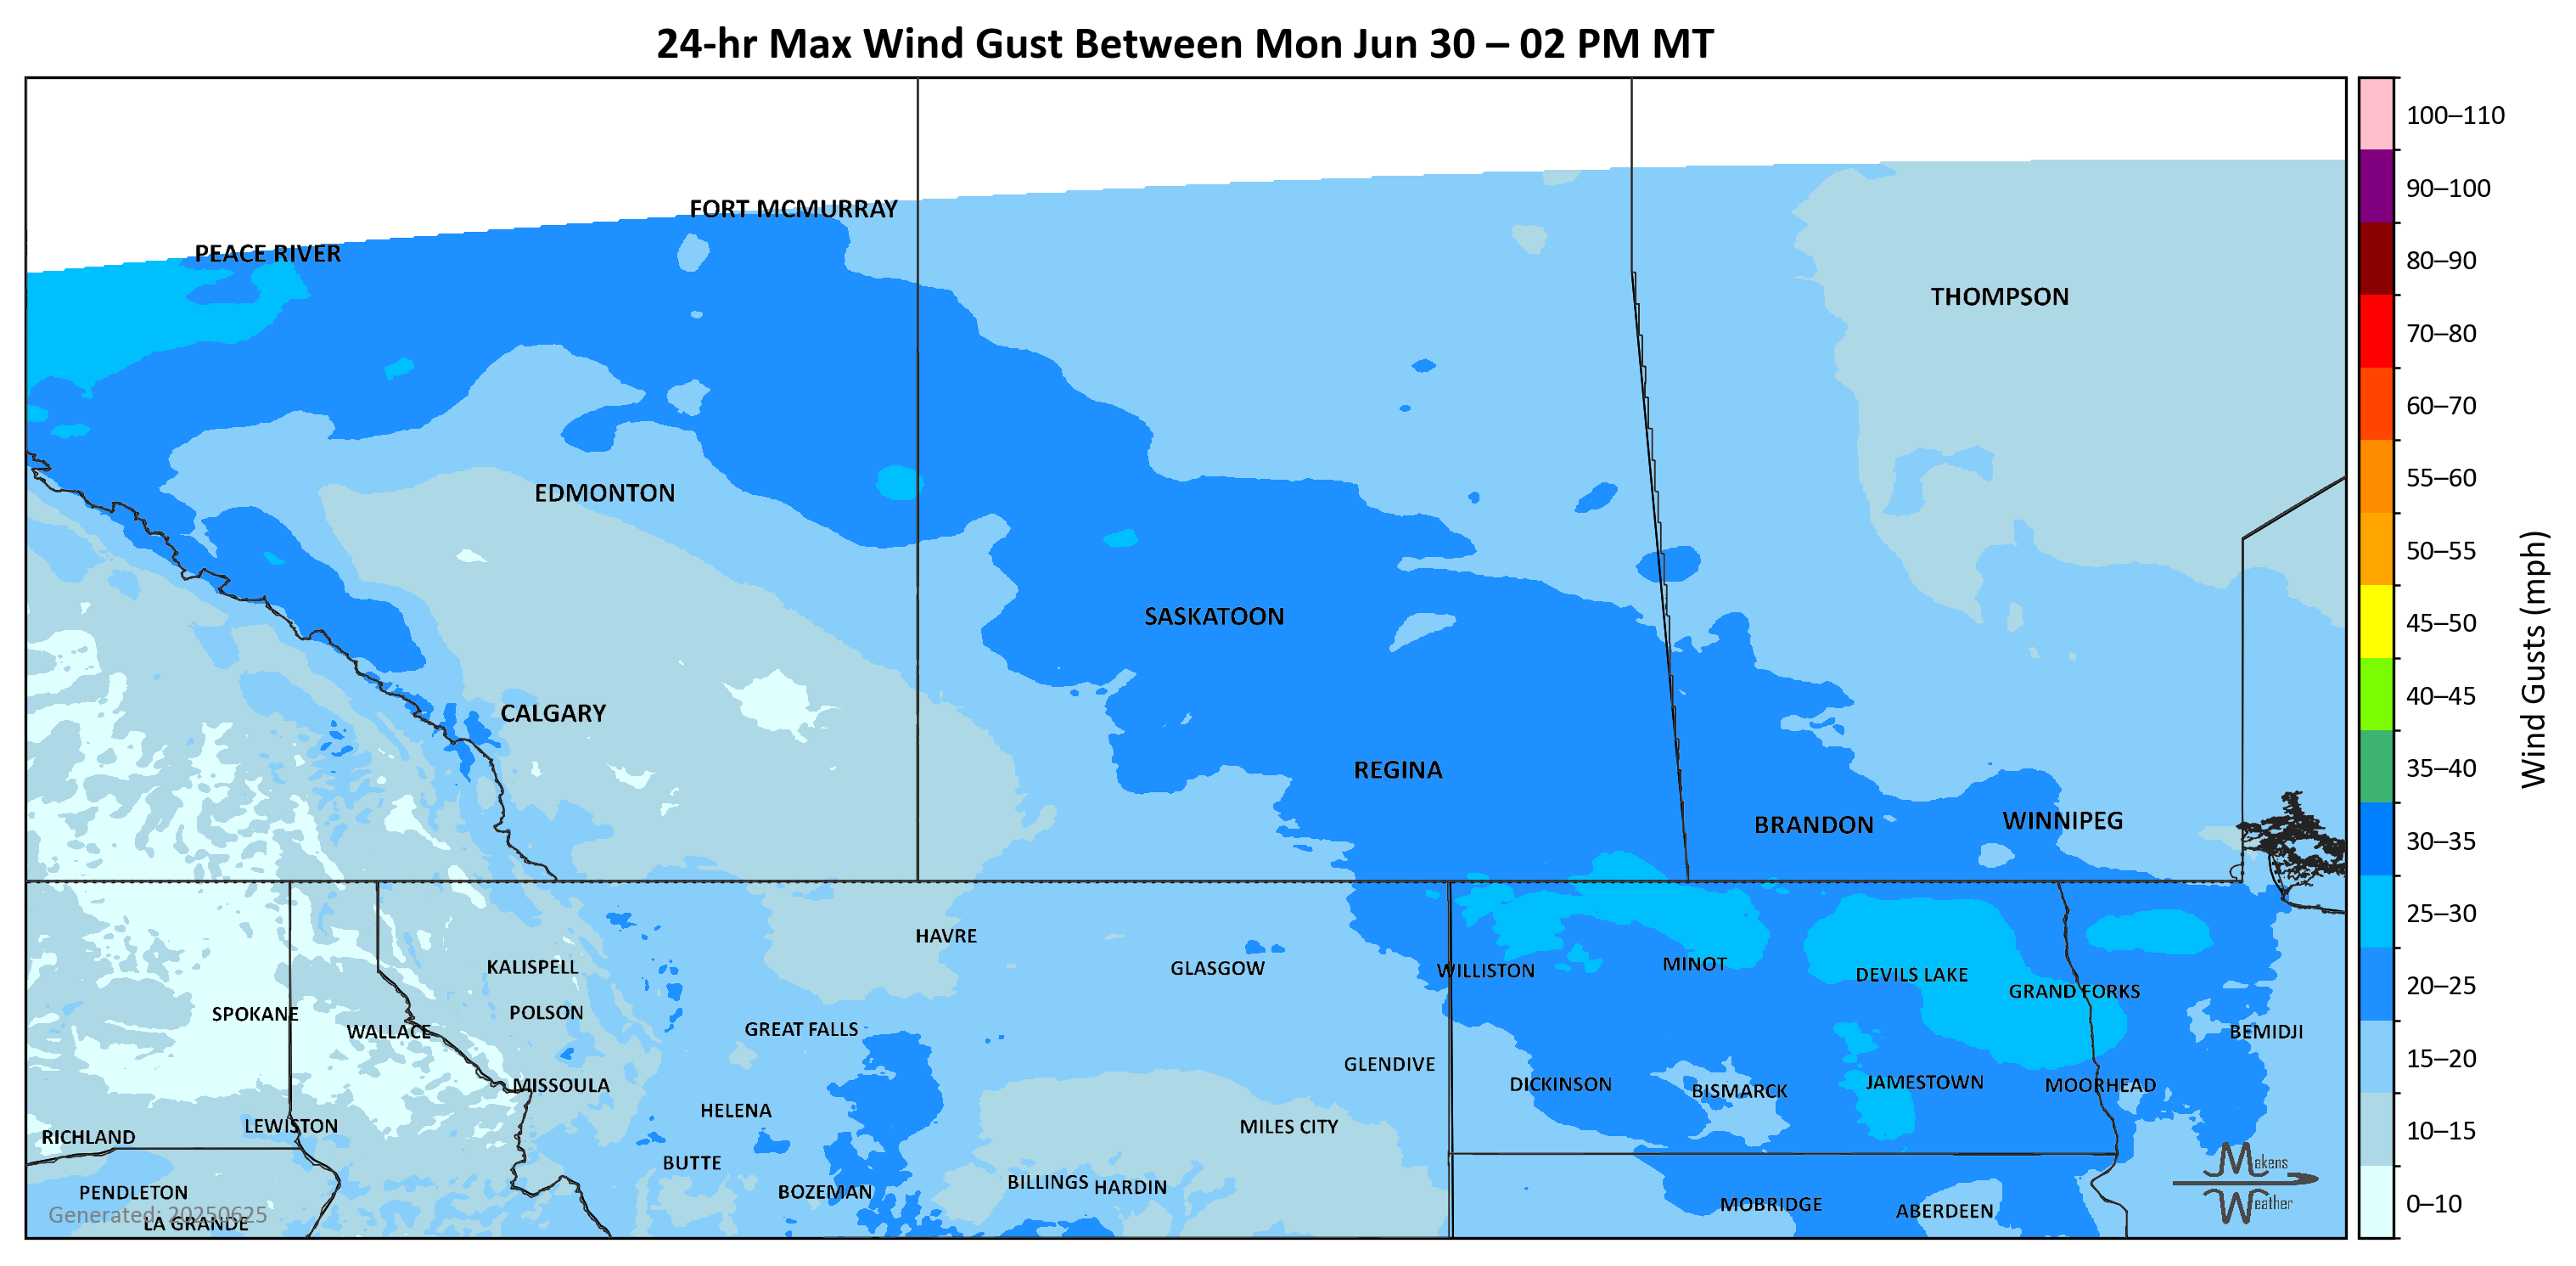 24-hr Max Wind Gust Between Mon Jun 30 – 02 PM MT
100–110
90–100
80–90
70–80
60–70
55–60
50–55
45–50
40–45
35–40
30–35
25–30
20–25
15–20
10–15
0–10
Wind Gusts (mph)
FORT MCMURRAY
PEACE RIVER
THOMPSON
EDMONTON
SASKATOON
CALGARY
REGINA
BRANDON
WINNIPEG
HAVRE
KALISPELL
GLASGOW
WILLISTON
MINOT
DEVILS LAKE
GRAND FORKS
SPOKANE
POLSON
WALLACE
GREAT FALLS
BEMIDJI
GLENDIVE
MISSOULA
DICKINSON
BISMARCK
JAMESTOWN
MOORHEAD
HELENA
LEWISTON
MILES CITY
RICHLAND
BUTTE
PENDLETON
BOZEMAN
BILLINGS
HARDIN
MOBRIDGE
ABERDEEN
Generated: 20250625
LA GRANDE
Makens
Weather